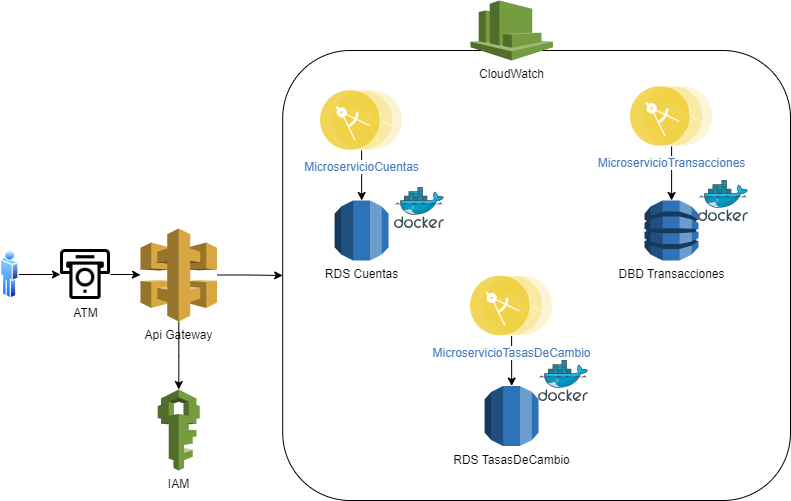 CloudWatch
MicroservicioCuentas
MicroservicioTransacciones
docker
docker
RDS Cuentas
DBD Transacciones
ATM
Api Gateway
MicroservicioTasasDeCambio
docker
RDS TasasDeCambio
IAM